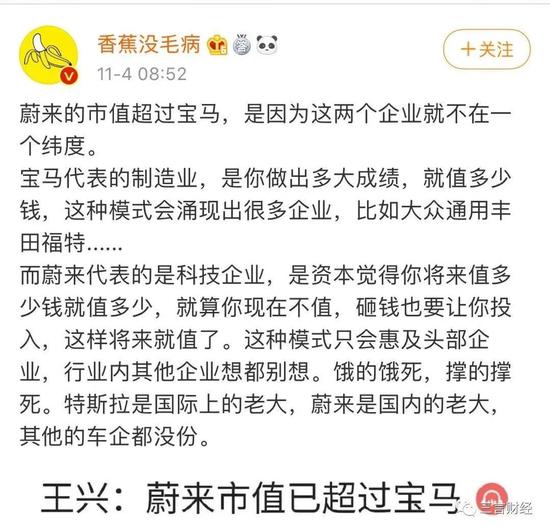 香蕉没毛病
11-4 08:52
+关注
蔚来的市值超过宝马，是因为这两个企业就不在一
个纬度。
宝马代表的制造业，是你做出多大成绩，就值多少
钱，这种模式会涌现出很多企业，比如大众通用丰
田福特......
而蔚来代表的是科技企业，是资本觉得你将来值多
少钱就值多少，就算你现在不值，砸钱也要让你投
入，这样将来就值了。这种模式只会惠及头部企
业，行业内其他企业想都别想。饿的饿死，撑的撑
死。特斯拉是国际上的老大，蔚来是国内的老大，
其他的车企都没份。
王兴：蔚来市值已超过宝马